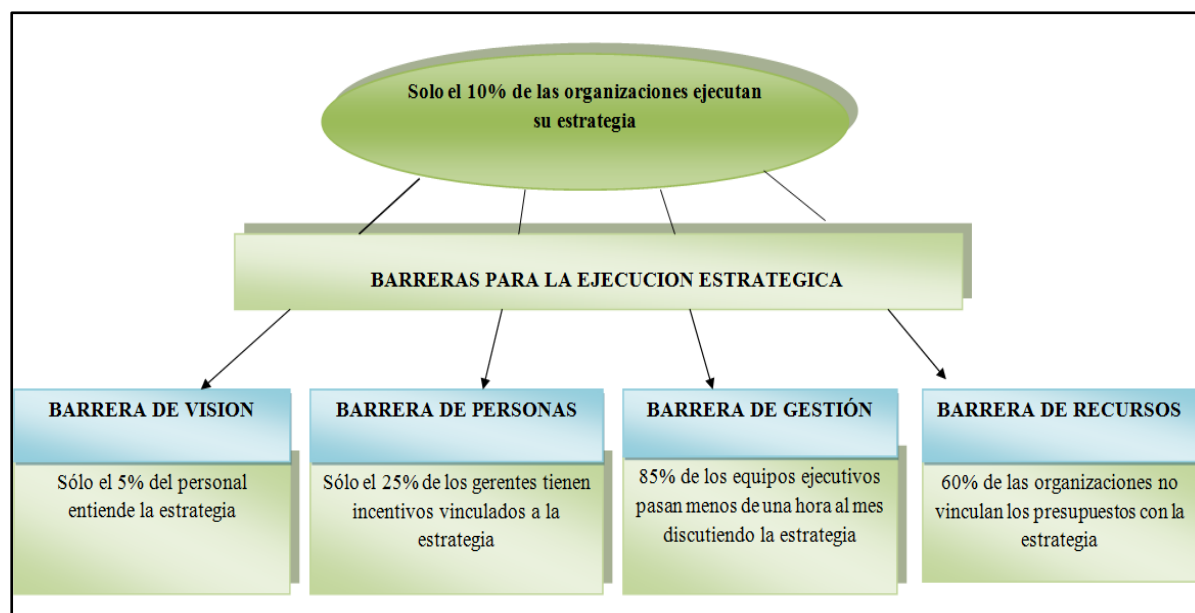 Solo el 10% de las organizaciones ejecutan
su estrategia
BARRERAS PARA LA EJECUCION ESTRATEGICA
BARRERA DE VISION
Sólo el 5% del personal
entiende la estrategia
BARRERA DE PERSONAS
Sólo el 25% de los gerentes tienen
incentivos vinculados a la
estrategia
BARRERA DE GESTIÓN
85% de los equipos ejecutivos
pasan menos de una hora al mes
discutiendo la estrategia
BARRERA DE RECURSOS
60% de las organizaciones no
vinculan los presupuestos con la
estrategia